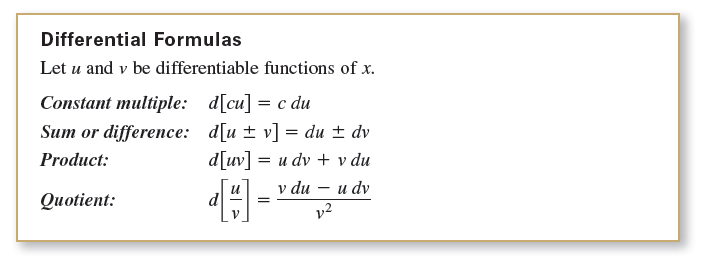 Differential Formulas
Let u and v be differentiable functions of x.
Constant multiple: d[cu] = c du
Sum or difference: d[u ± v] = du ± dv
Product: d[uv] = u dv + v du
Quotient: d[u/v] = (v du − u dv)/v²